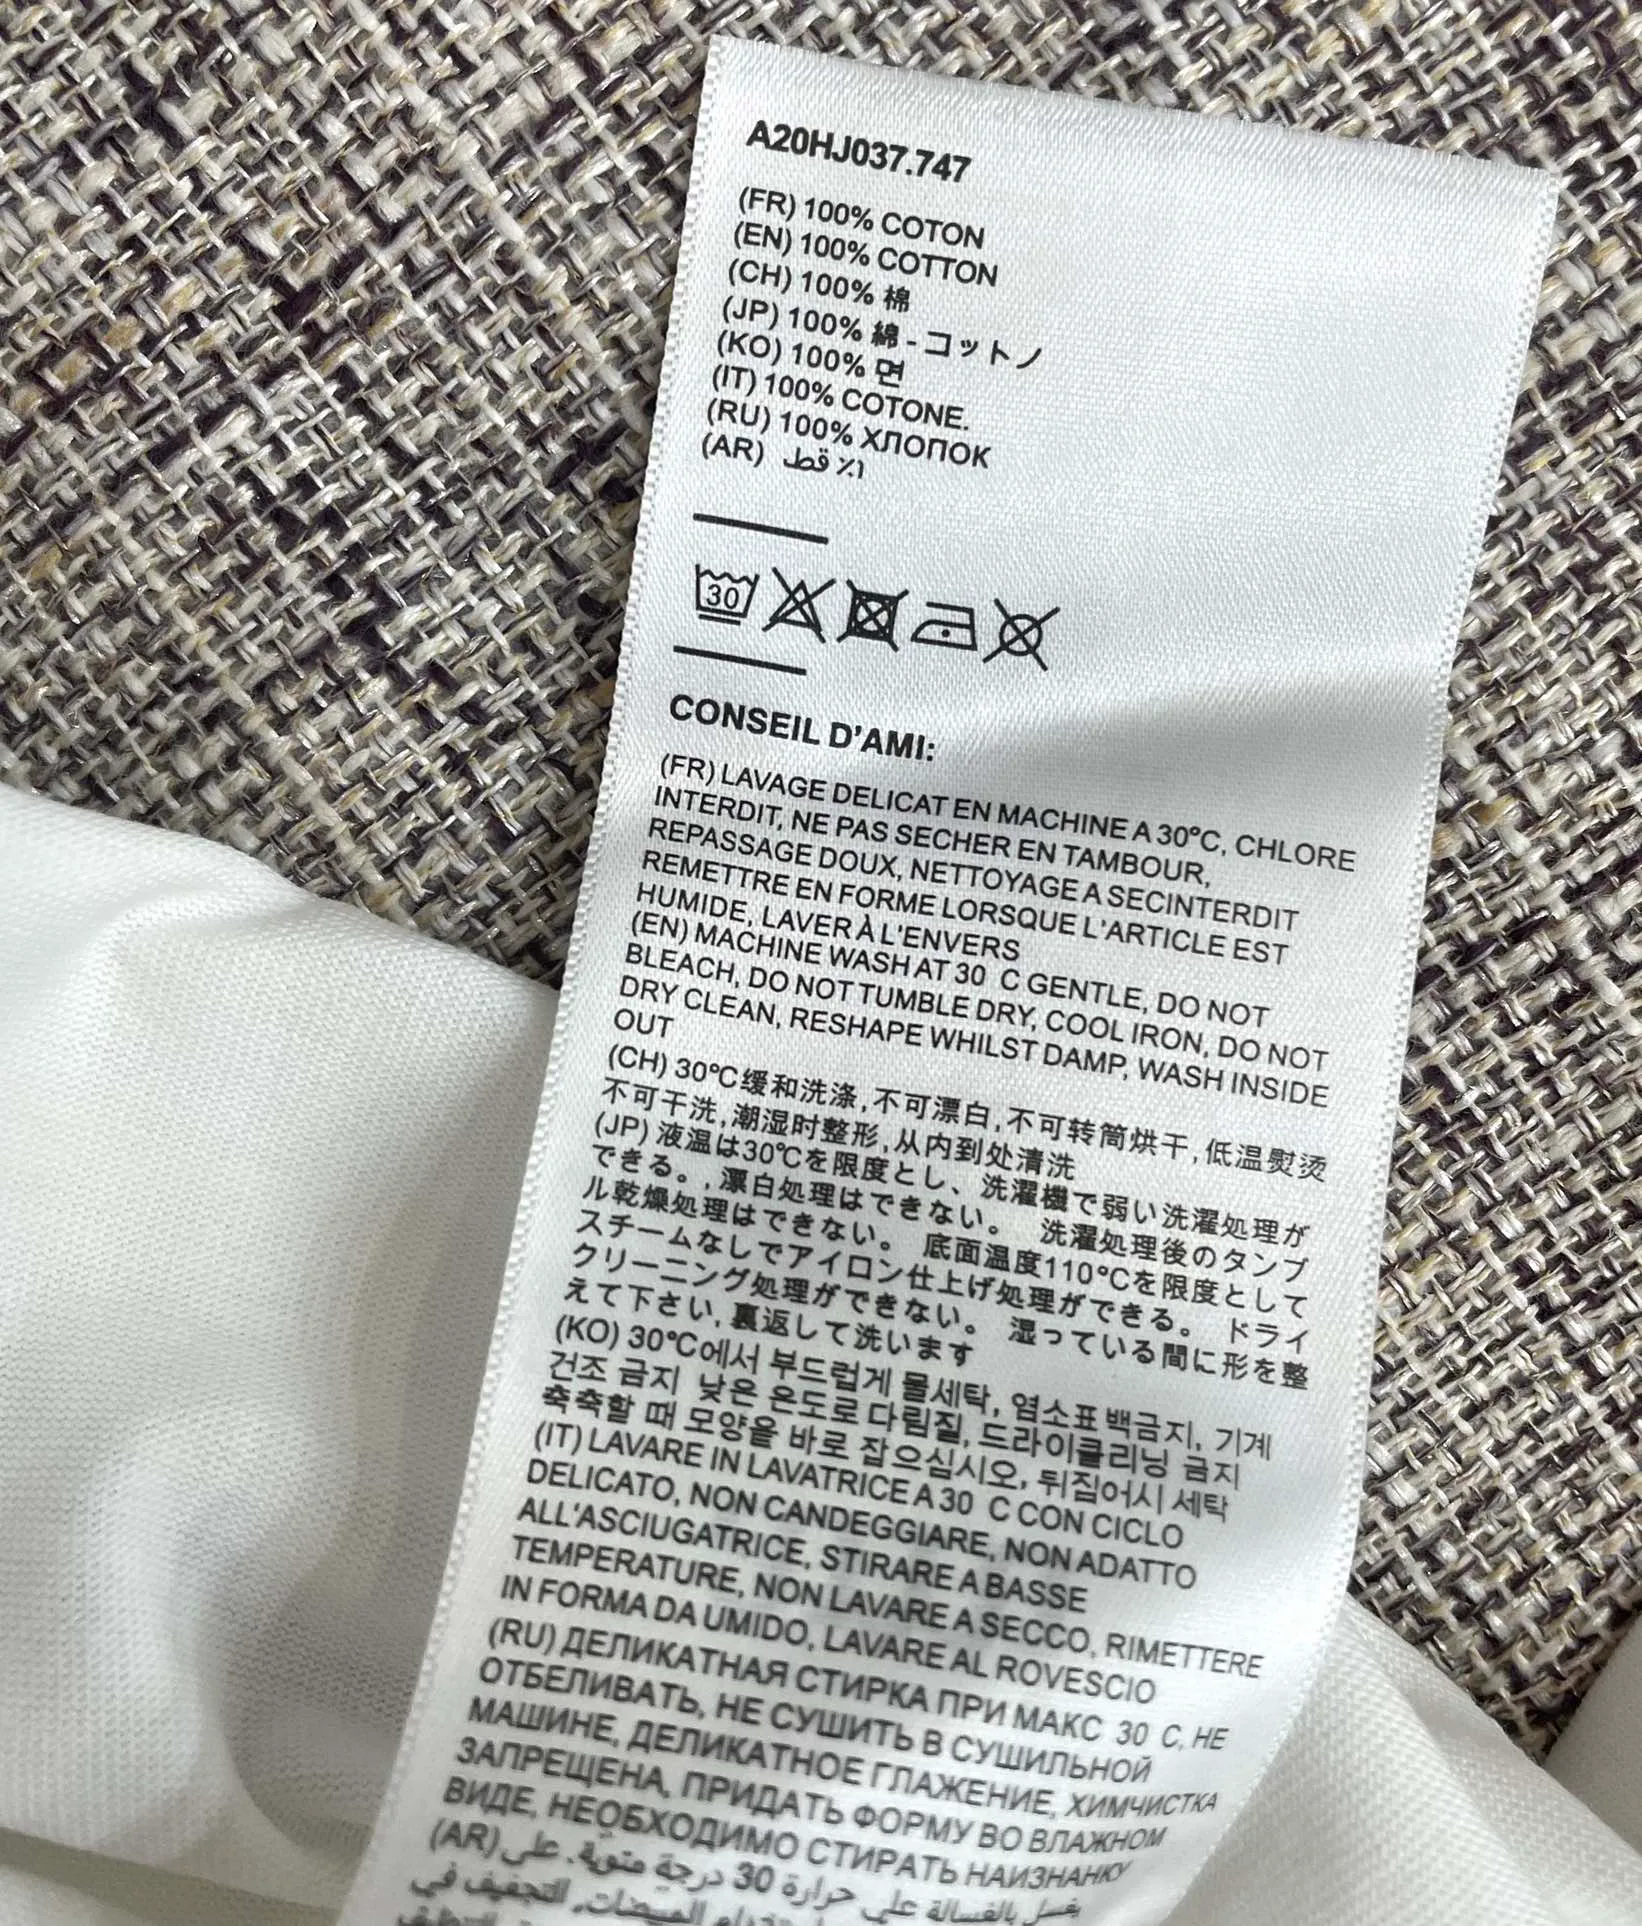 A20HJ037.747
(FR) 100% COTON
(EN) 100% COTTON
(CH) 100% 棉
(JP) 100% 綿 - コットノ
(KO) 100% 면
(IT) 100% COTONE.
(RU) 100% ХЛОПОК
(AR) قط ٪١
30
CONSEIL D'AMI:
(FR) LAVAGE DELICAT EN MACHINE A 30°C, CHLORE
INTERDIT, NE PAS SECHER EN TAMBOUR,
REPASSAGE DOUX, NETTOYAGE A SECINTERDIT
REMETTRE EN FORME LORSQUE L'ARTICLE EST
HUMIDE, LAVER À L'ENVERS
(EN) MACHINE WASH AT 30 C GENTLE, DO NOT
BLEACH, DO NOT TUMBLE DRY, COOL IRON, DO NOT
DRY CLEAN, RESHAPE WHILST DAMP, WASH INSIDE
OUT
(CH) 30°C缓和洗涤,不可漂白,不可转筒烘干,低温熨烫
不可干洗,潮湿时整形,从内到处清洗
(JP) 液温は30℃を限度とし、洗濯機で弱い洗濯処理が
できる。,漂白処理はできない。 洗濯処理後のタンブ
ル乾燥処理はできない。 底面温度110°Cを限度として
スチームなしでアイロン仕上げ処理ができる。 ドライ
クリーニング処理ができない。 湿っている間に形を整
えて下さい,裏返して洗います
(KO) 30°C에서 부드럽게 물세탁, 염소표백금지, 기계
건조 금지 낮은 온도로 다림질, 드라이클리닝 금지
축축할 때 모양을 바로 잡으십시오, 뒤집어시 세탁
(IT) LAVARE IN LAVATRICE A 30 C CON CICLO
DELICATO, NON CANDEGGIARE, NON ADATTO
ALL'ASCIUGATRICE, STIRARE A BASSE
TEMPERATURE, NON LAVARE A SECCO, RIMETTERE
IN FORMA DA UMIDO, LAVARE AL ROVESCIO
(RU) ДЕЛИКАТНАЯ СТИРКА ПРИ МАКС 30 С, НЕ
ОТБЕЛИВАТЬ, НЕ СУШИТЬ В СУШИЛЬНОЙ
МАШИНЕ, ДЕЛИКАТНОЕ ГЛАЖЕНИЕ, ХИМЧИСТКА
ЗАПРЕЩЕНА, ПРИДАТЬ ФОРМУ ВО ВЛАЖНОМ
ВИДЕ, НЕОБХОДИМО СТИРАТЬ НАИЗНАНКУ
(AR) يغسل بالغسالة على حرارة 30 درجة مئوية. على
المبيضات, التجفيف في